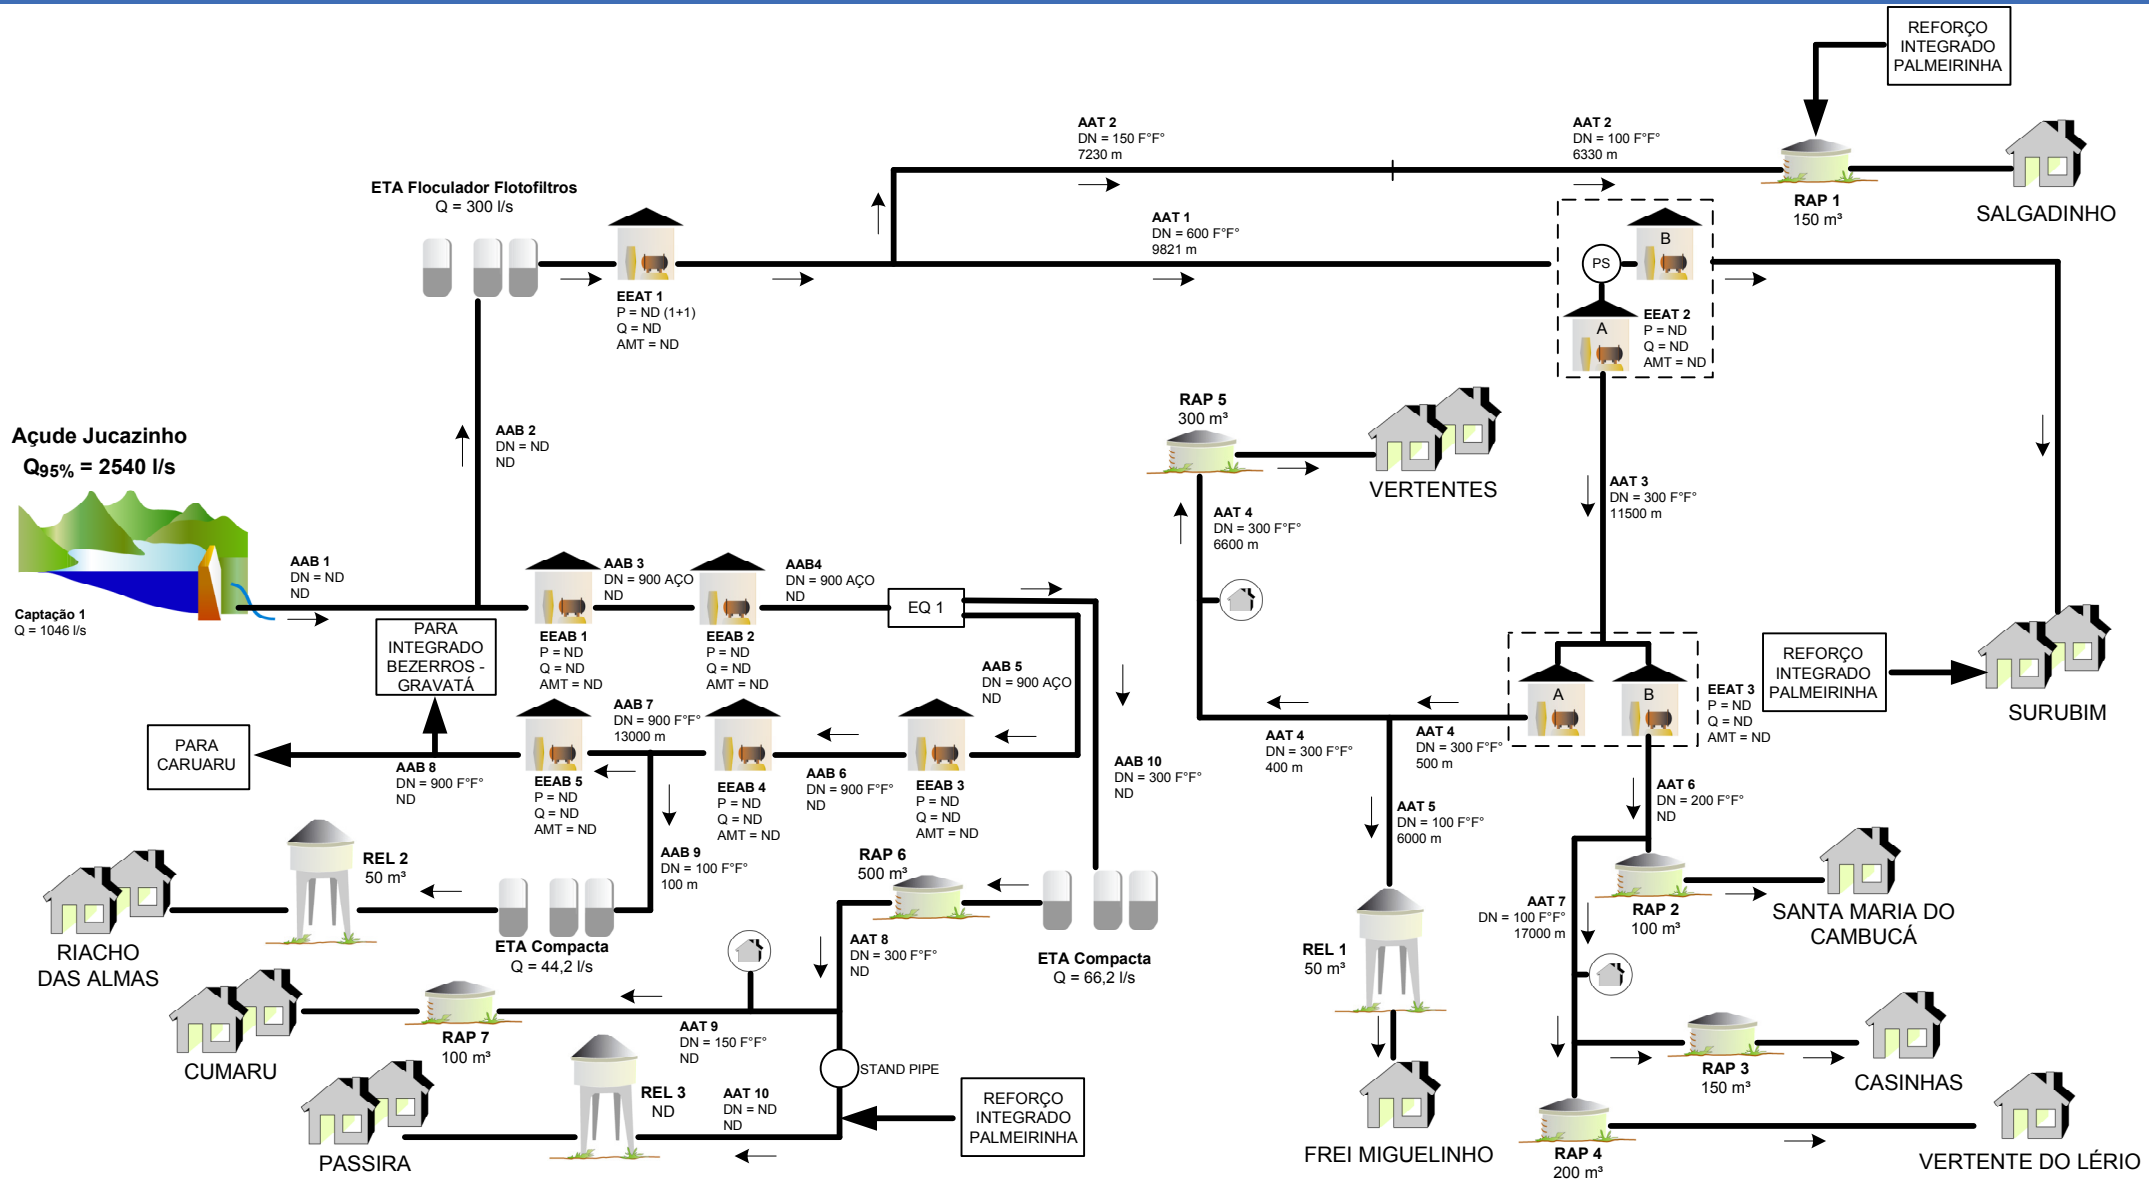 REFORÇO
INTEGRADO
PALMEIRINHA
AAT 2
DN = 150 F°F°
7230 m
AAT 2
DN = 100 F°F°
6330 m
ETA Floculador Flotofiltros
Q = 300 l/s
RAP 1
150 m³
SALGADINHO
AAT 1
DN = 600 F°F°
9821 m
B
PS
A
EEAT 1
P = ND (1+1)
Q = ND
AMT = ND
EEAT 2
P = ND
Q = ND
AMT = ND
RAP 5
300 m³
VERTENTES
Açude Jucazinho
Q95% = 2540 l/s
AAB 2
DN = ND
ND
AAT 4
DN = 300 F°F°
6600 m
AAT 3
DN = 300 F°F°
11500 m
AAB 1
DN = ND
ND
AAB 3
DN = 900 AÇO
ND
AAB4
DN = 900 AÇO
ND
EQ 1
Captação 1
Q = 1046 l/s
PARA
INTEGRADO
BEZERROS -
GRAVATÁ
EEAB 1
P = ND
Q = ND
AMT = ND
EEAB 2
P = ND
Q = ND
AMT = ND
AAB 5
DN = 900 AÇO
ND
A
B
EEAT 3
P = ND
Q = ND
AMT = ND
REFORÇO
INTEGRADO
PALMEIRINHA
SURUBIM
PARA
CARUARU
AAB 8
DN = 900 F°F°
ND
AAB 7
DN = 900 F°F°
13000 m
EEAB 5
P = ND
Q = ND
AMT = ND
EEAB 4
P = ND
Q = ND
AMT = ND
AAB 6
DN = 900 F°F°
ND
EEAB 3
P = ND
Q = ND
AMT = ND
AAB 10
DN = 300 F°F°
ND
AAT 4
DN = 300 F°F°
400 m
AAT 4
DN = 300 F°F°
500 m
AAT 5
DN = 100 F°F°
6000 m
AAT 6
DN = 200 F°F°
ND
REL 2
50 m³
AAB 9
DN = 100 F°F°
100 m
RAP 6
500 m³
RIACHO
DAS ALMAS
ETA Compacta
Q = 44,2 l/s
AAT 8
DN = 300 F°F°
ND
ETA Compacta
Q = 66,2 l/s
REL 1
50 m³
AAT 7
DN = 100 F°F°
17000 m
RAP 2
100 m³
SANTA MARIA DO
CAMBUCÁ
CUMARU
RAP 7
100 m³
AAT 9
DN = 150 F°F°
ND
STAND PIPE
RAP 3
150 m³
CASINHAS
PASSIRA
REL 3
ND
AAT 10
DN = ND
ND
REFORÇO
INTEGRADO
PALMEIRINHA
FREI MIGUELINHO
RAP 4
200 m³
VERTENTE DO LÉRIO